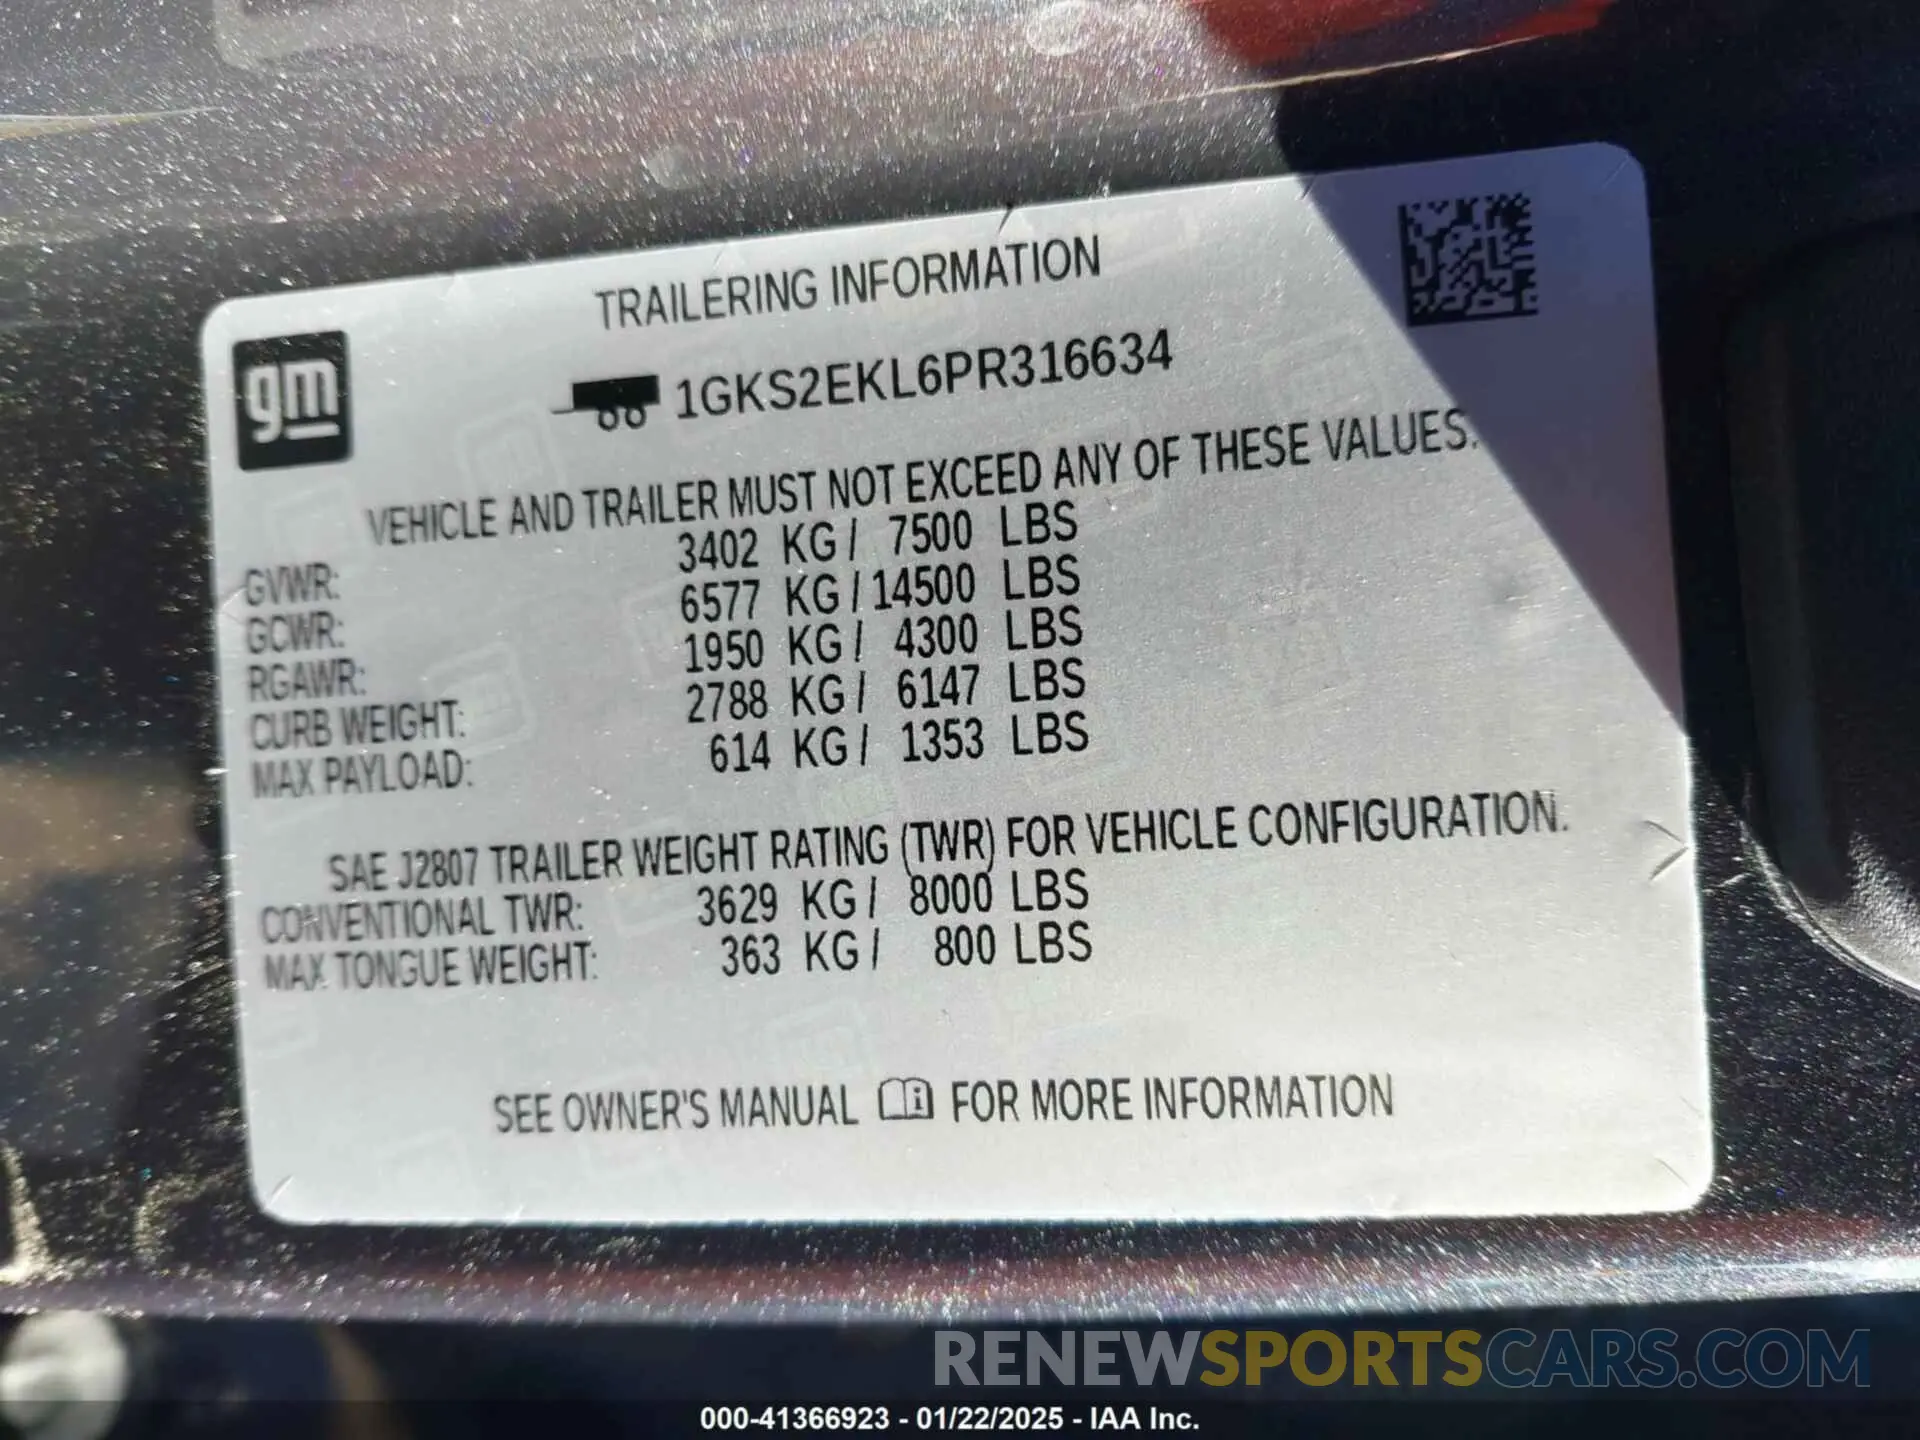 TRAILERING INFORMATION
gm
1GKS2EKL6PR316634
VEHICLE AND TRAILER MUST NOT EXCEED ANY OF THESE VALUES.
GVWR: 3402 KG / 7500 LBS
GCWR: 6577 KG / 14500 LBS
RGAWR: 1950 KG / 4300 LBS
CURB WEIGHT: 2788 KG / 6147 LBS
MAX PAYLOAD: 614 KG / 1353 LBS
SAE J2807 TRAILER WEIGHT RATING (TWR) FOR VEHICLE CONFIGURATION.
CONVENTIONAL TWR: 3629 KG / 8000 LBS
MAX TONGUE WEIGHT: 363 KG / 800 LBS
SEE OWNER'S MANUAL FOR MORE INFORMATION
RENEWSPORTSCARS.COM
000-41366923 - 01/22/2025 - IAA Inc.